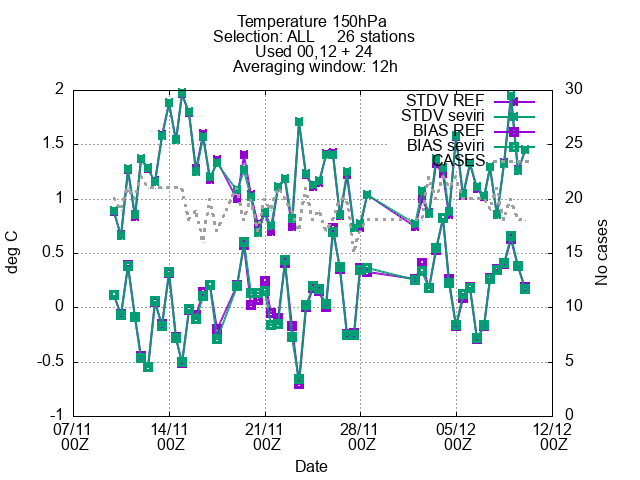 Temperature 150hPa
Selection: ALL 26 stations
Used 00,12 + 24
Averaging window: 12h
STDV REF
STDV seviri
BIAS REF
BIAS seviri
CASES
2
1.5
1
0.5
0
-0.5
-1
deg C
30
25
20
15
10
5
0
No cases
07/11 14/11 21/11 28/11 05/12 12/12
00Z 00Z 00Z 00Z 00Z 00Z
Date